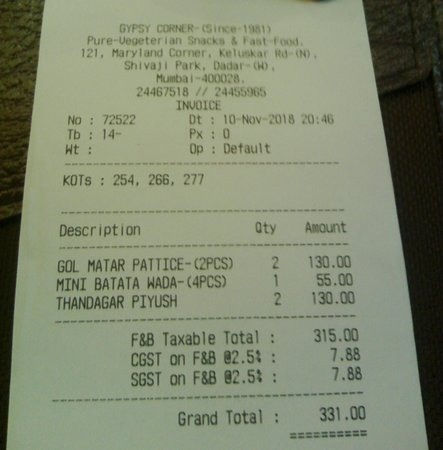 GYPSY CORNER-(Since-1981)
Pure-Vegeterian Snacks & Fast-Food.
121, Maryland Corner, Keluskar Rd-(N),
Shivaji Park, Dadar-(W),
Mumbai-400028.
24467518 // 24455965
INVOICE
No : 72522 Dt : 10-Nov-2018 20:46
Tb : 14- Px : 0
Wt : Op : Default
KOTs : 254, 266, 277
Description Qty Amount
GOL MATAR PATTICE-(2PCS) 2 130.00
MINI BATATA WADA-(4PCS) 1 55.00
THANDAGAR PIYUSH 2 130.00
F&B Taxable Total : 315.00
CGST on F&B @2.5% : 7.88
SGST on F&B @2.5% : 7.88
Grand Total : 331.00